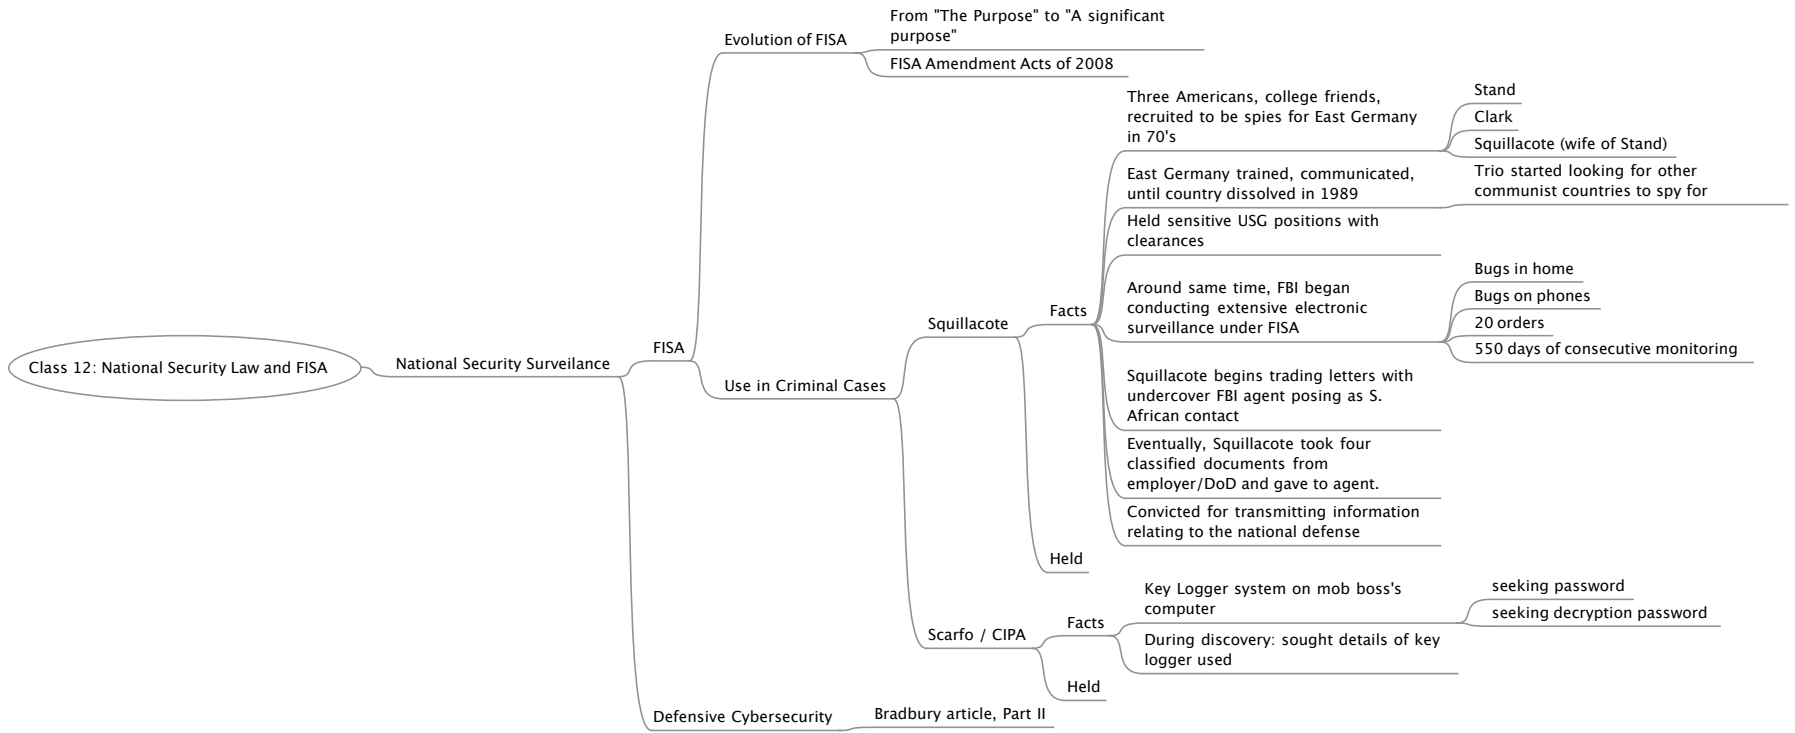 Class 12: National Security Law and FISA
National Security Surveilance
FISA
Evolution of FISA
From "The Purpose" to "A significant
purpose"
FISA Amendment Acts of 2008
Use in Criminal Cases
Squillacote
Facts
Three Americans, college friends,
recruited to be spies for East Germany
in 70's
Stand
Clark
Squillacote (wife of Stand)
East Germany trained, communicated,
until country dissolved in 1989
Trio started looking for other
communist countries to spy for
Held sensitive USG positions with
clearances
Around same time, FBI began
conducting extensive electronic
surveillance under FISA
Bugs in home
Bugs on phones
20 orders
550 days of consecutive monitoring
Squillacote begins trading letters with
undercover FBI agent posing as S.
African contact
Eventually, Squillacote took four
classified documents from
employer/DoD and gave to agent.
Convicted for transmitting information
relating to the national defense
Held
Scarfo / CIPA
Facts
Key Logger system on mob boss's
computer
seeking password
seeking decryption password
During discovery: sought details of key
logger used
Held
Defensive Cybersecurity
Bradbury article, Part II